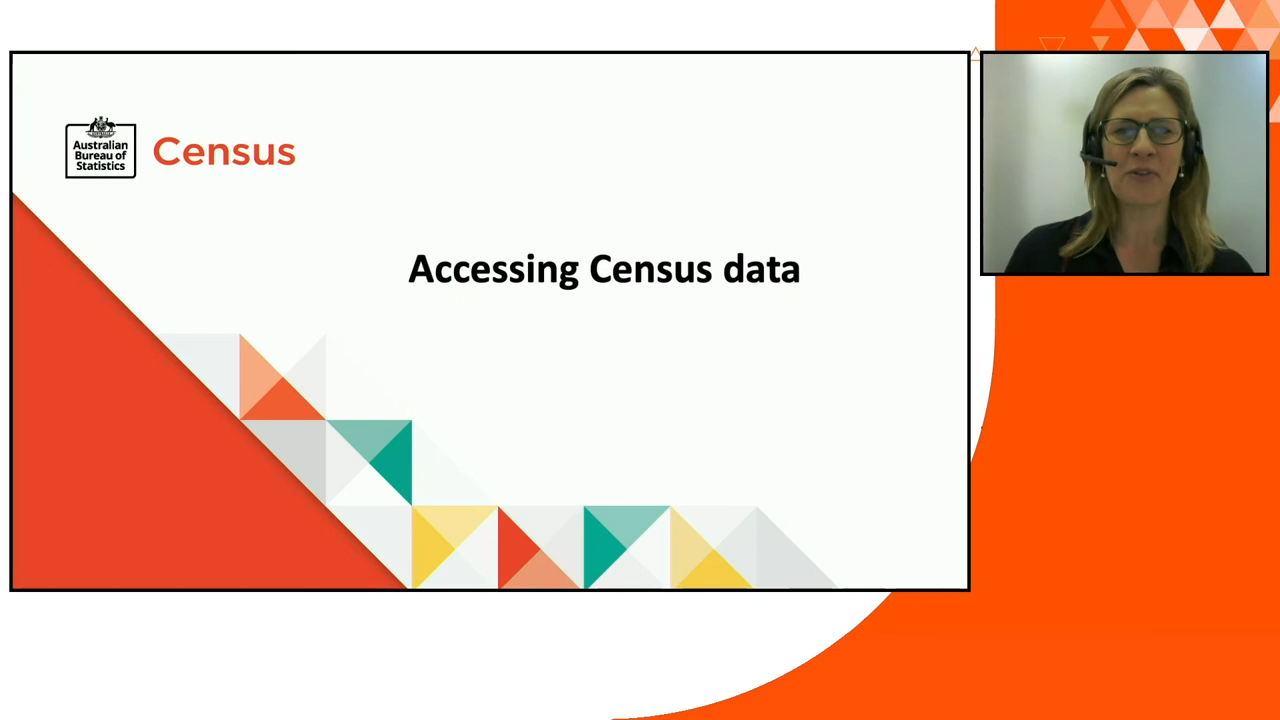 Australian
Bureau of
Statistics
Census
Accessing Census data